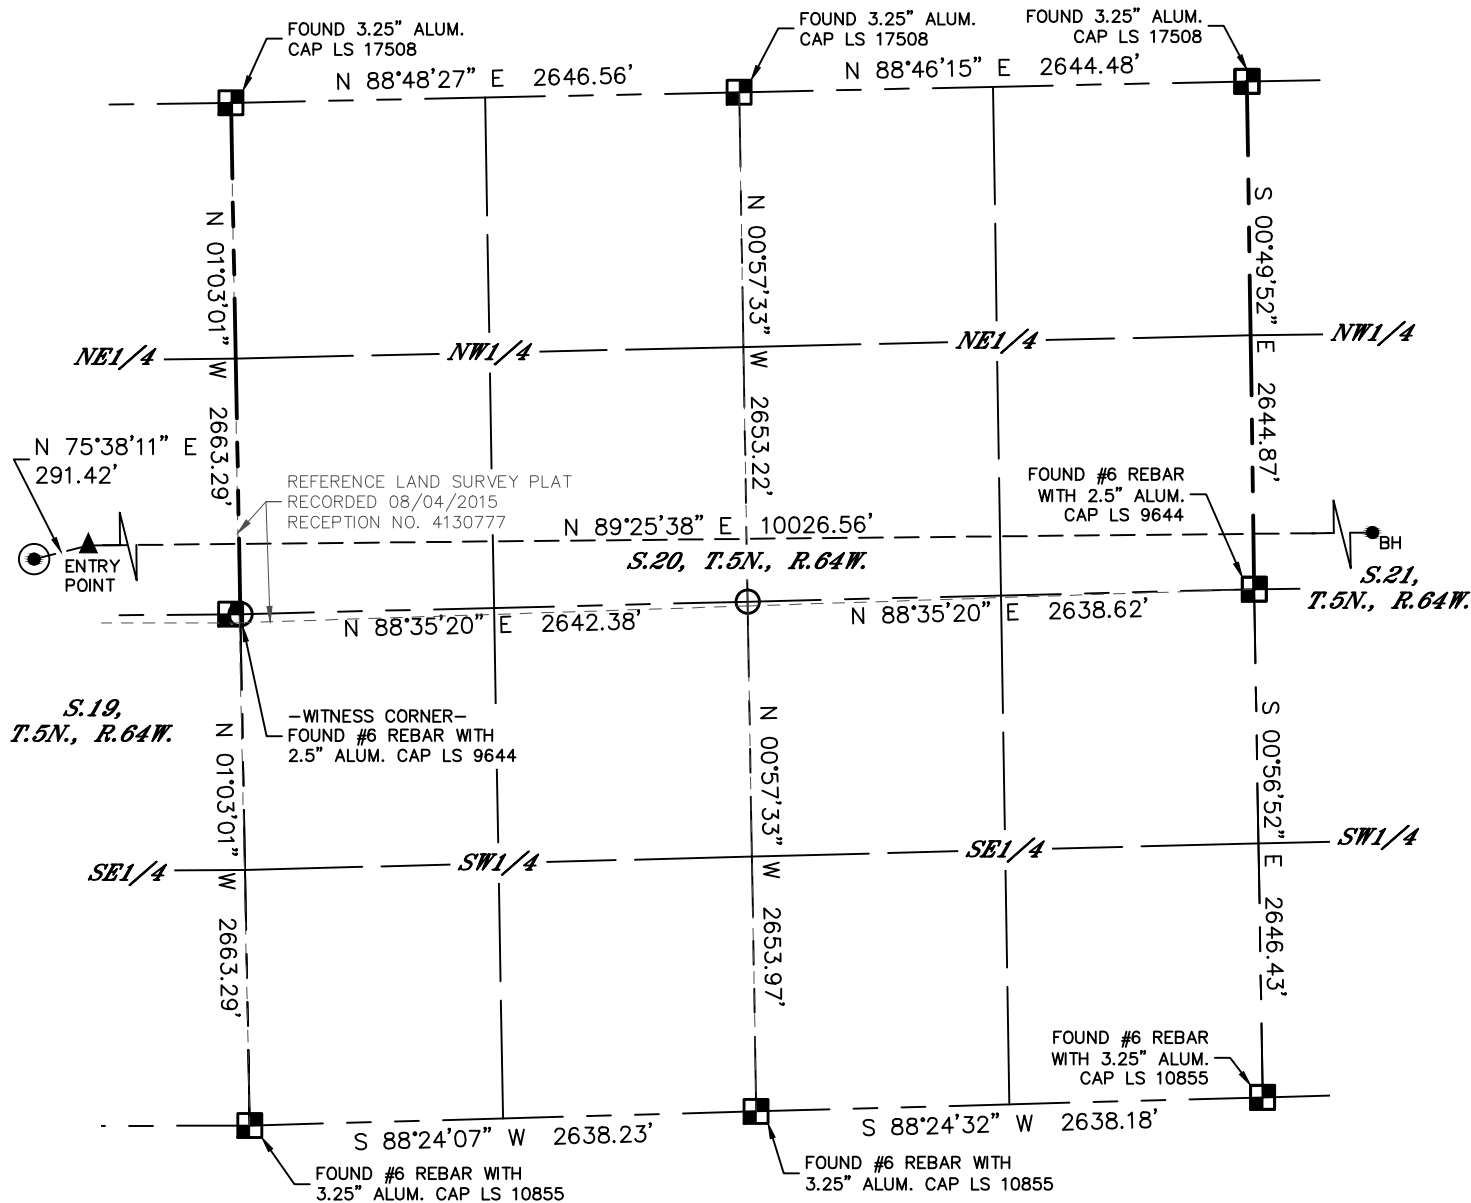 FOUND 3.25" ALUM.
CAP LS 17508
FOUND 3.25" ALUM.
CAP LS 17508
FOUND 3.25" ALUM.
CAP LS 17508
N 88°48'27" E 2646.56'
N 88°46'15" E 2644.48'
N 01°03'01" W 2663.29'
N 00°57'33" W 2653.22'
S 00°49'52" E 2644.87'
NE1/4
NW1/4
NE1/4
NW1/4
N 75°38'11" E
291.42'
REFERENCE LAND SURVEY PLAT
RECORDED 08/04/2015
RECEPTION NO. 4130777
FOUND #6 REBAR
WITH 2.5" ALUM.
CAP LS 9644
N 89°25'38" E 10026.56'
S.20, T.5N., R.64W.
ENTRY
POINT
BH
S.21,
T.5N., R.64W.
N 88°35'20" E 2642.38'
N 88°35'20" E 2638.62'
S.19,
T.5N., R.64W.
-WITNESS CORNER-
FOUND #6 REBAR WITH
2.5" ALUM. CAP LS 9644
N 01°03'01" W 2663.29'
N 00°57'33" W 2653.97'
S 00°56'52" E 2646.43'
SE1/4
SW1/4
SE1/4
SW1/4
FOUND #6 REBAR
WITH 3.25" ALUM.
CAP LS 10855
S 88°24'07" W 2638.23'
S 88°24'32" W 2638.18'
FOUND #6 REBAR WITH
3.25" ALUM. CAP LS 10855
FOUND #6 REBAR WITH
3.25" ALUM. CAP LS 10855